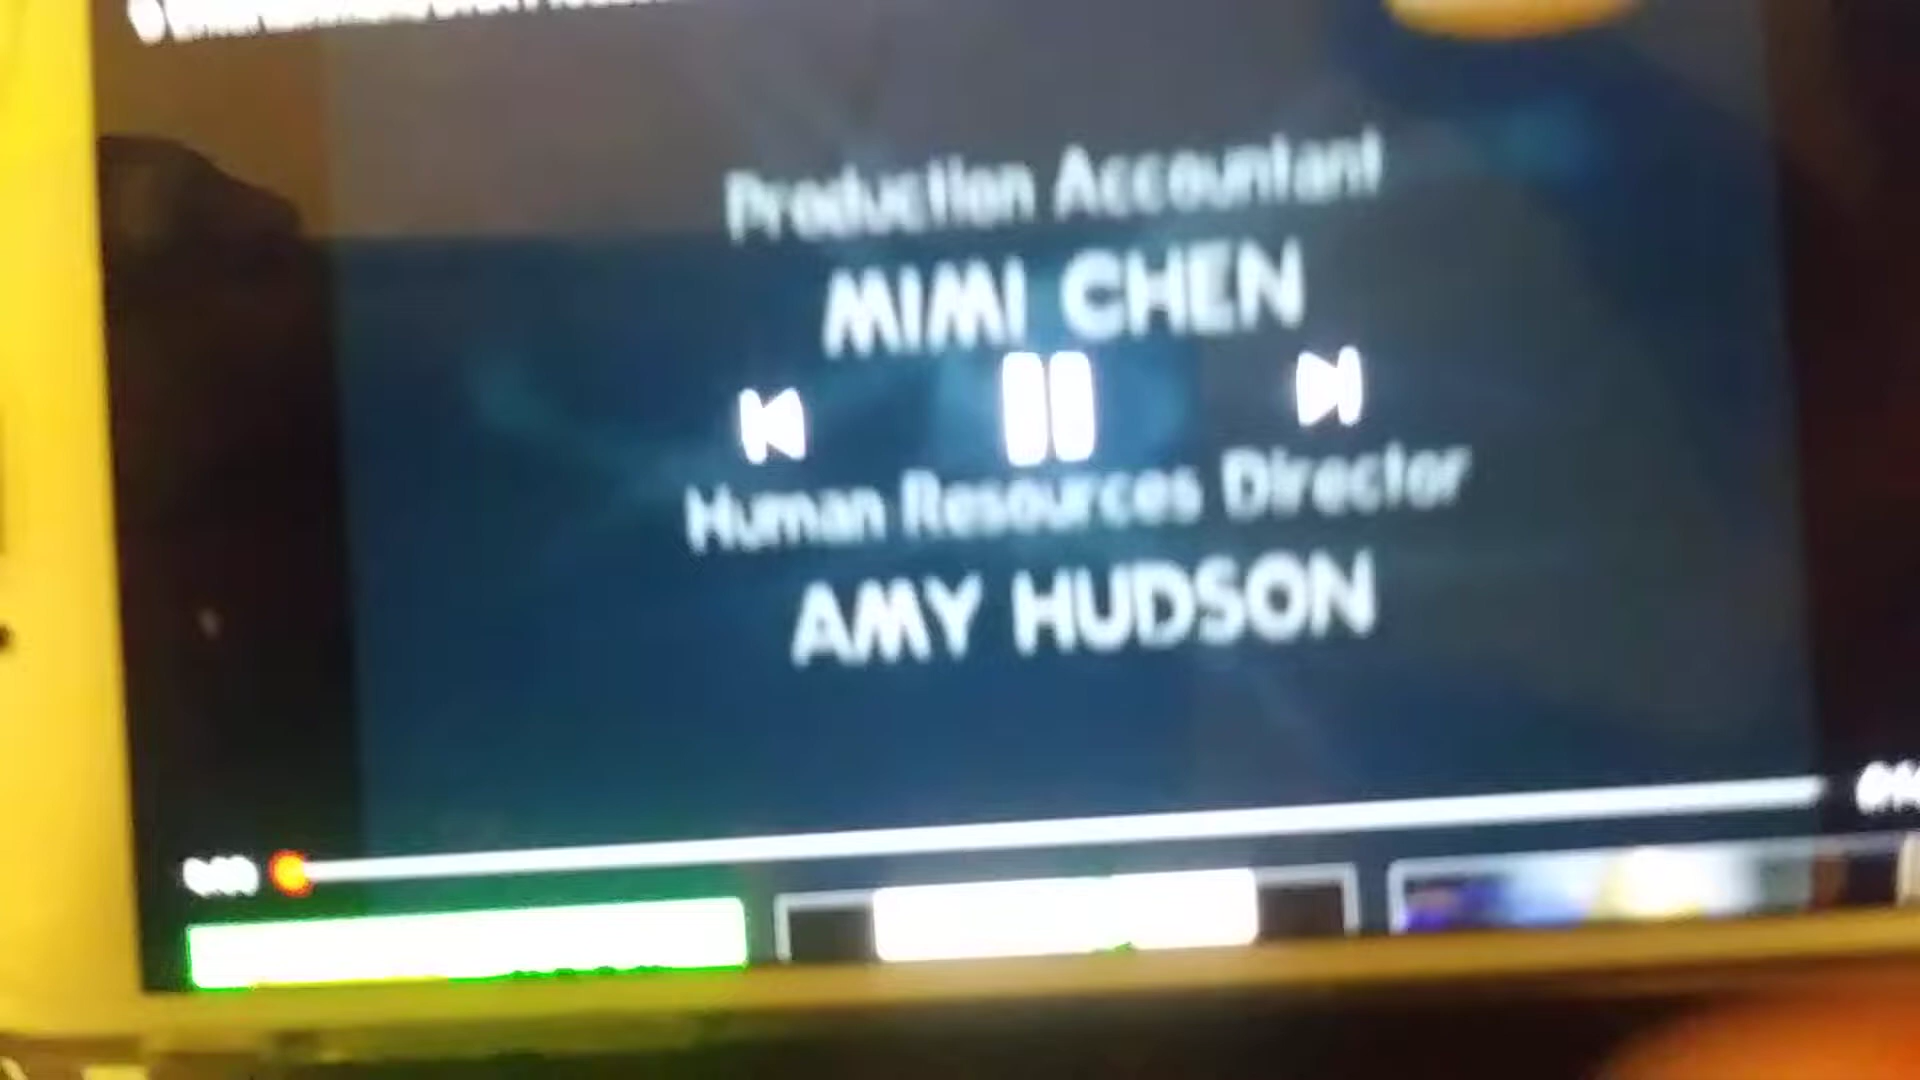 Production Accountant
MIMI CHEN
Human Resources Director
AMY HUDSON